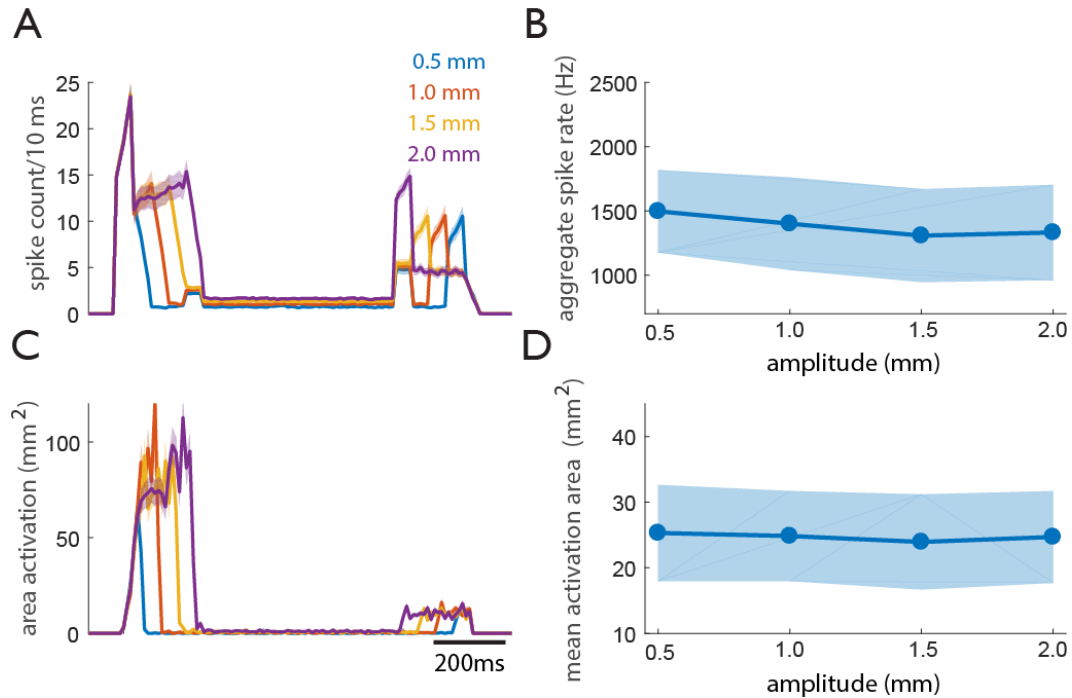 A
0.5 mm
1.0 mm
1.5 mm
2.0 mm
25
20
15
10
5
0
spike count/10 ms
B
2500
2000
1500
1000
aggregate spike rate (Hz)
0.5
1.0
1.5
2.0
amplitude (mm)
C
100
50
0
area activation (mm²)
200ms
D
40
30
20
10
mean activation area (mm²)
0.5
1.0
1.5
2.0
amplitude (mm)